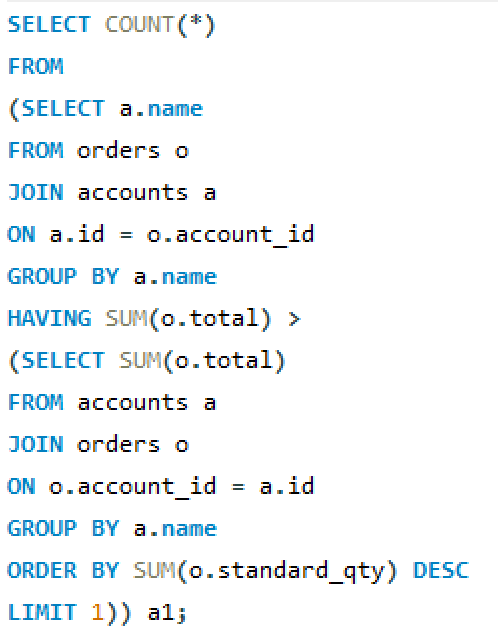 SELECT COUNT(*)
FROM
(SELECT a.name
FROM orders o
JOIN accounts a
ON a.id = o.account_id
GROUP BY a.name
HAVING SUM(o.total) >
(SELECT SUM(o.total)
FROM accounts a
JOIN orders o
ON o.account_id = a.id
GROUP BY a.name
ORDER BY SUM(o.standard_qty) DESC
LIMIT 1)) a1;